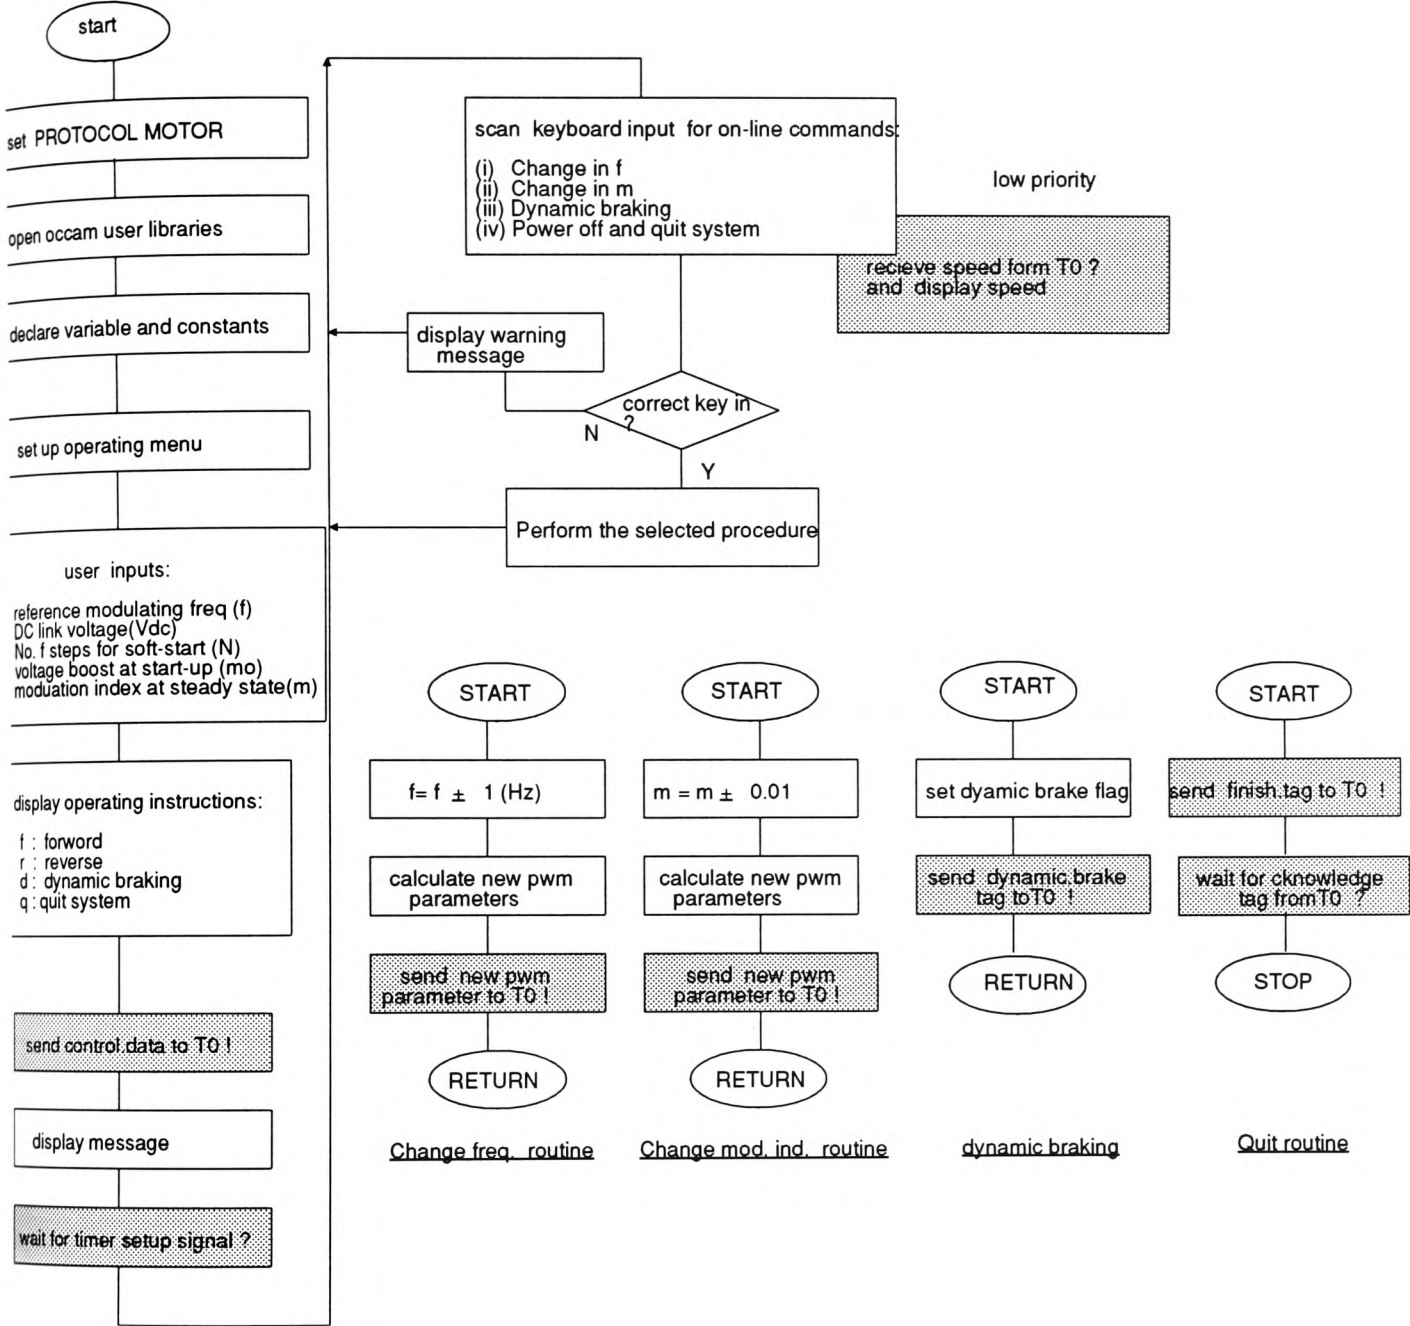 start
set PROTOCOL MOTOR
open occam user libraries
declare variable and constants
set up operating menu
user inputs:
reference modulating freq (f)
DC link voltage(Vdc)
No. f steps for soft-start (N)
voltage boost at start-up (mo)
moduation index at steady state(m)
display operating instructions:
f : forword
r : reverse
d : dynamic braking
q : quit system
send control.data to T0 !
display message
wait for timer setup signal ?
scan keyboard input for on-line commands:
(i) Change in f
(ii) Change in m
(iii) Dynamic braking
(iv) Power off and quit system
low priority
recieve speed form T0 ?
and display speed
display warning
message
correct key in
?
N
Y
Perform the selected procedure
START
f= f ± 1 (Hz)
calculate new pwm
parameters
send new pwm
parameter to T0 !
RETURN
Change freq. routine
START
m = m ± 0.01
calculate new pwm
parameters
send new pwm
parameter to T0 !
RETURN
Change mod. ind. routine
START
set dyamic brake flag
send dynamic.brake
tag toT0 !
RETURN
dynamic braking
START
send finish.tag to T0 !
wait for cknowledge
tag fromT0 ?
STOP
Quit routine